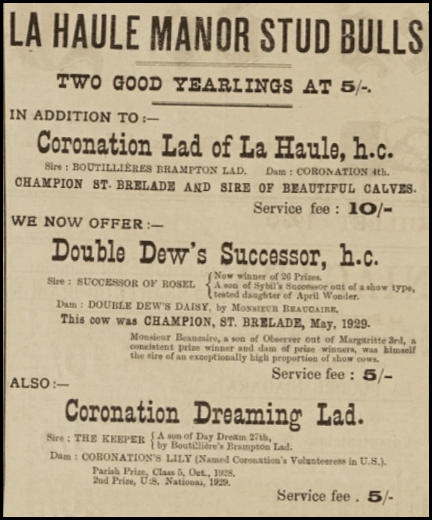 LA HAULE MANOR STUD BULLS
TWO GOOD YEARLINGS AT 5/-.
IN ADDITION TO :—
Coronation Lad of La Haule, h.c.
Sire : BOUTILLIÈRES BRAMPTON LAD. Dam : CORONATION 4th.
CHAMPION ST. BRELADE AND SIRE OF BEAUTIFUL CALVES.
Service fee : 10/-
WE NOW OFFER :—
Double Dew's Successor, h.c.
Sire : SUCCESSOR OF ROSEL { Now winner of 26 Prizes.
A son of Sybil's Successor out of a show type,
tested daughter of April Wonder.
Dam : DOUBLE DEW'S DAISY, by MONSIEUR BEAUCAIRE.
This cow was CHAMPION, ST. BRELADE, May, 1929.
Monsieur Beaucaire, a son of Observer out of Margaritte 3rd, a
consistent prize winner and dam of prize winners, was himself
the sire of an exceptionally high proportion of show cows.
Service fee : 5/-
ALSO :—
Coronation Dreaming Lad.
Sire : THE KEEPER { A son of Day Dream 27th,
by Boutillière's Brampton Lad.
Dam : CORONATION'S LILY (Named Coronation's Volunteeress in U.S.).
Parish Prize, Class 5, Oct., 1928.
2nd Prize, U.S. National, 1929.
Service fee . 5/-